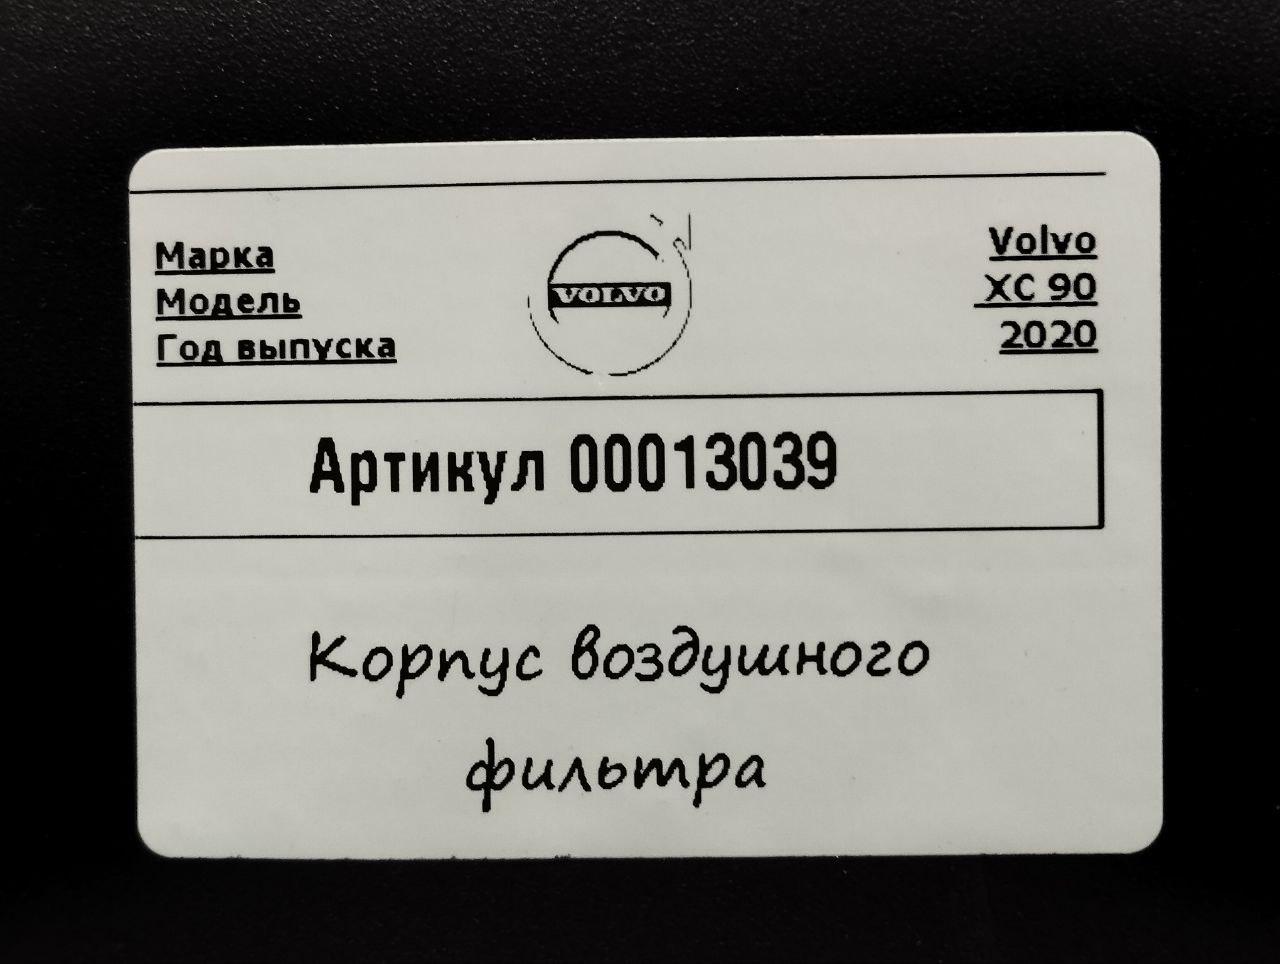 Марка
Volvo
Модель
XC 90
Год выпуска
2020
VOLVO
Артикул 00013039
Корпус воздушного
фильтра